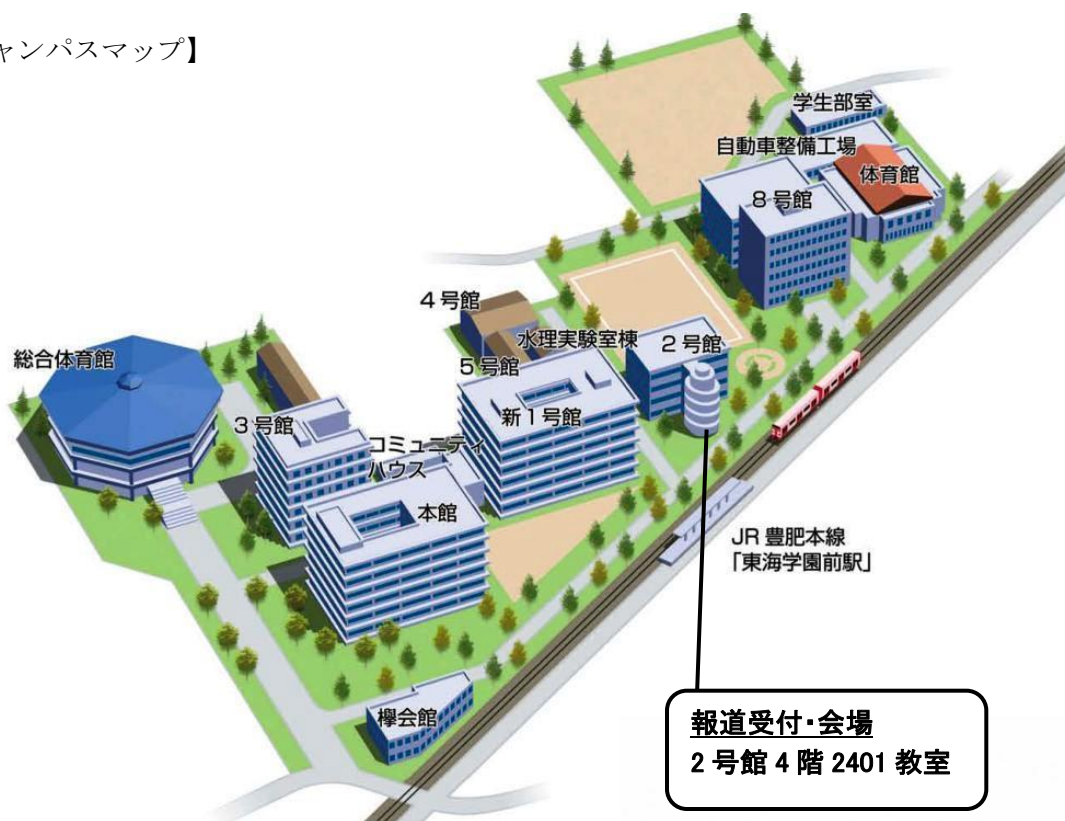 ャンパスマップ】
学生部室
自動車整備工場
体育館
8号館
4号館
水理実験室棟
2号館
総合体育館
5号館
新1号館
3号館
コミュニティ
ハウス
本館
JR 豊肥本線
「東海学園前駅」
欅会館
報道受付・会場
2号館4階2401教室